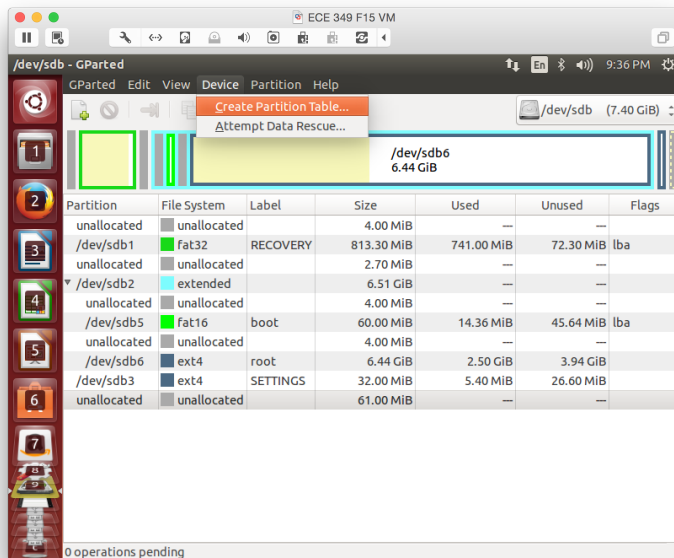 ECE 349 F15 VM
/dev/sdb - GParted En 9:36 PM
GParted Edit View Device Partition Help
Create Partition Table...
Attempt Data Rescue...
/dev/sdb (7.40 GiB)
/dev/sdb6
6.44 GiB
Partition File System Label Size Used Unused Flags
unallocated unallocated 4.00 MiB --- ---
/dev/sdb1 fat32 RECOVERY 813.30 MiB 741.00 MiB 72.30 MiB lba
unallocated unallocated 2.70 MiB --- ---
/dev/sdb2 extended 6.51 GiB --- ---
unallocated unallocated 4.00 MiB --- ---
/dev/sdb5 fat16 boot 60.00 MiB 14.36 MiB 45.64 MiB lba
unallocated unallocated 4.00 MiB --- ---
/dev/sdb6 ext4 root 6.44 GiB 2.50 GiB 3.94 GiB
/dev/sdb3 ext4 SETTINGS 32.00 MiB 5.40 MiB 26.60 MiB
unallocated unallocated 61.00 MiB --- ---
1
2
3
4
5
6
7
8
9
0 operations pending